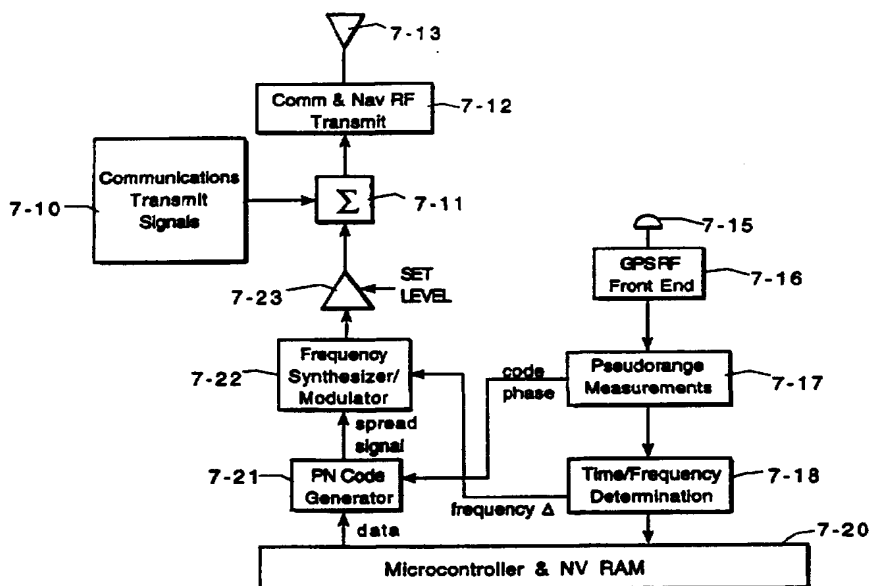 7-13
Comm & Nav RF
Transmit
7-12
Communications
Transmit
Signals
7-10
Σ
7-11
7-15
GPS RF
Front End
7-16
SET
LEVEL
7-23
Frequency
Synthesizer/
Modulator
7-22
code
phase
Pseudorange
Measurements
7-17
spread
signal
7-21
PN Code
Generator
Time/Frequency
Determination
7-18
frequency Δ
data
7-20
Microcontroller & NV RAM